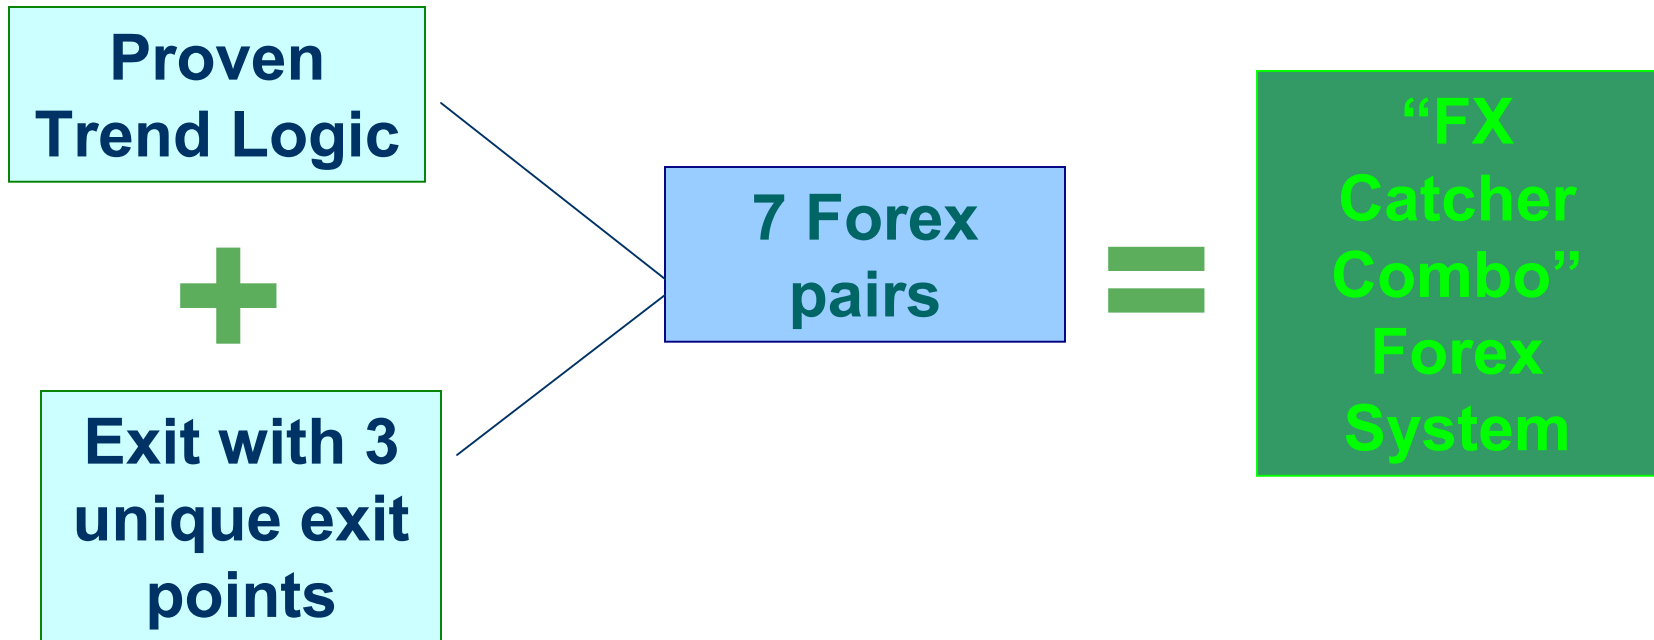 Proven
Trend Logic
+
Exit with 3
unique exit
points
7 Forex
pairs
=
“FX
Catcher
Combo”
Forex
System